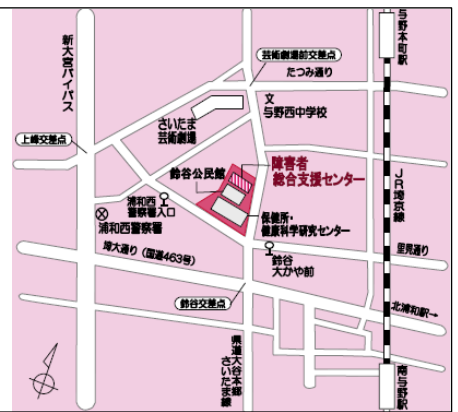 与野本町駅
新大宮バイパス
芸術劇場前交差点
たつみ通り
文
与野西中学校
さいたま
芸術劇場
上峰交差点
障害者
総合支援センター
鈴谷公民館
JR埼京線
浦和西
警察署入口
浦和西警察署
保健所・
健康科学研究センター
埼大通り(国道463号)
里見通り
鈴谷
大かや前
鈴谷交差点
北浦和駅→
県道大谷本郷
さいたま線
南与野駅